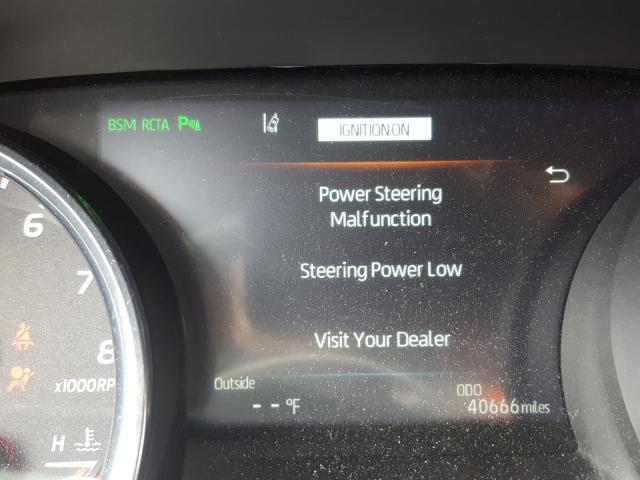 BSM RCTA P
IGNITION ON
Power Steering
Malfunction
Steering Power Low
Visit Your Dealer
Outside
-- °F
ODO
40666 miles
6
7
8
x1000RP
H